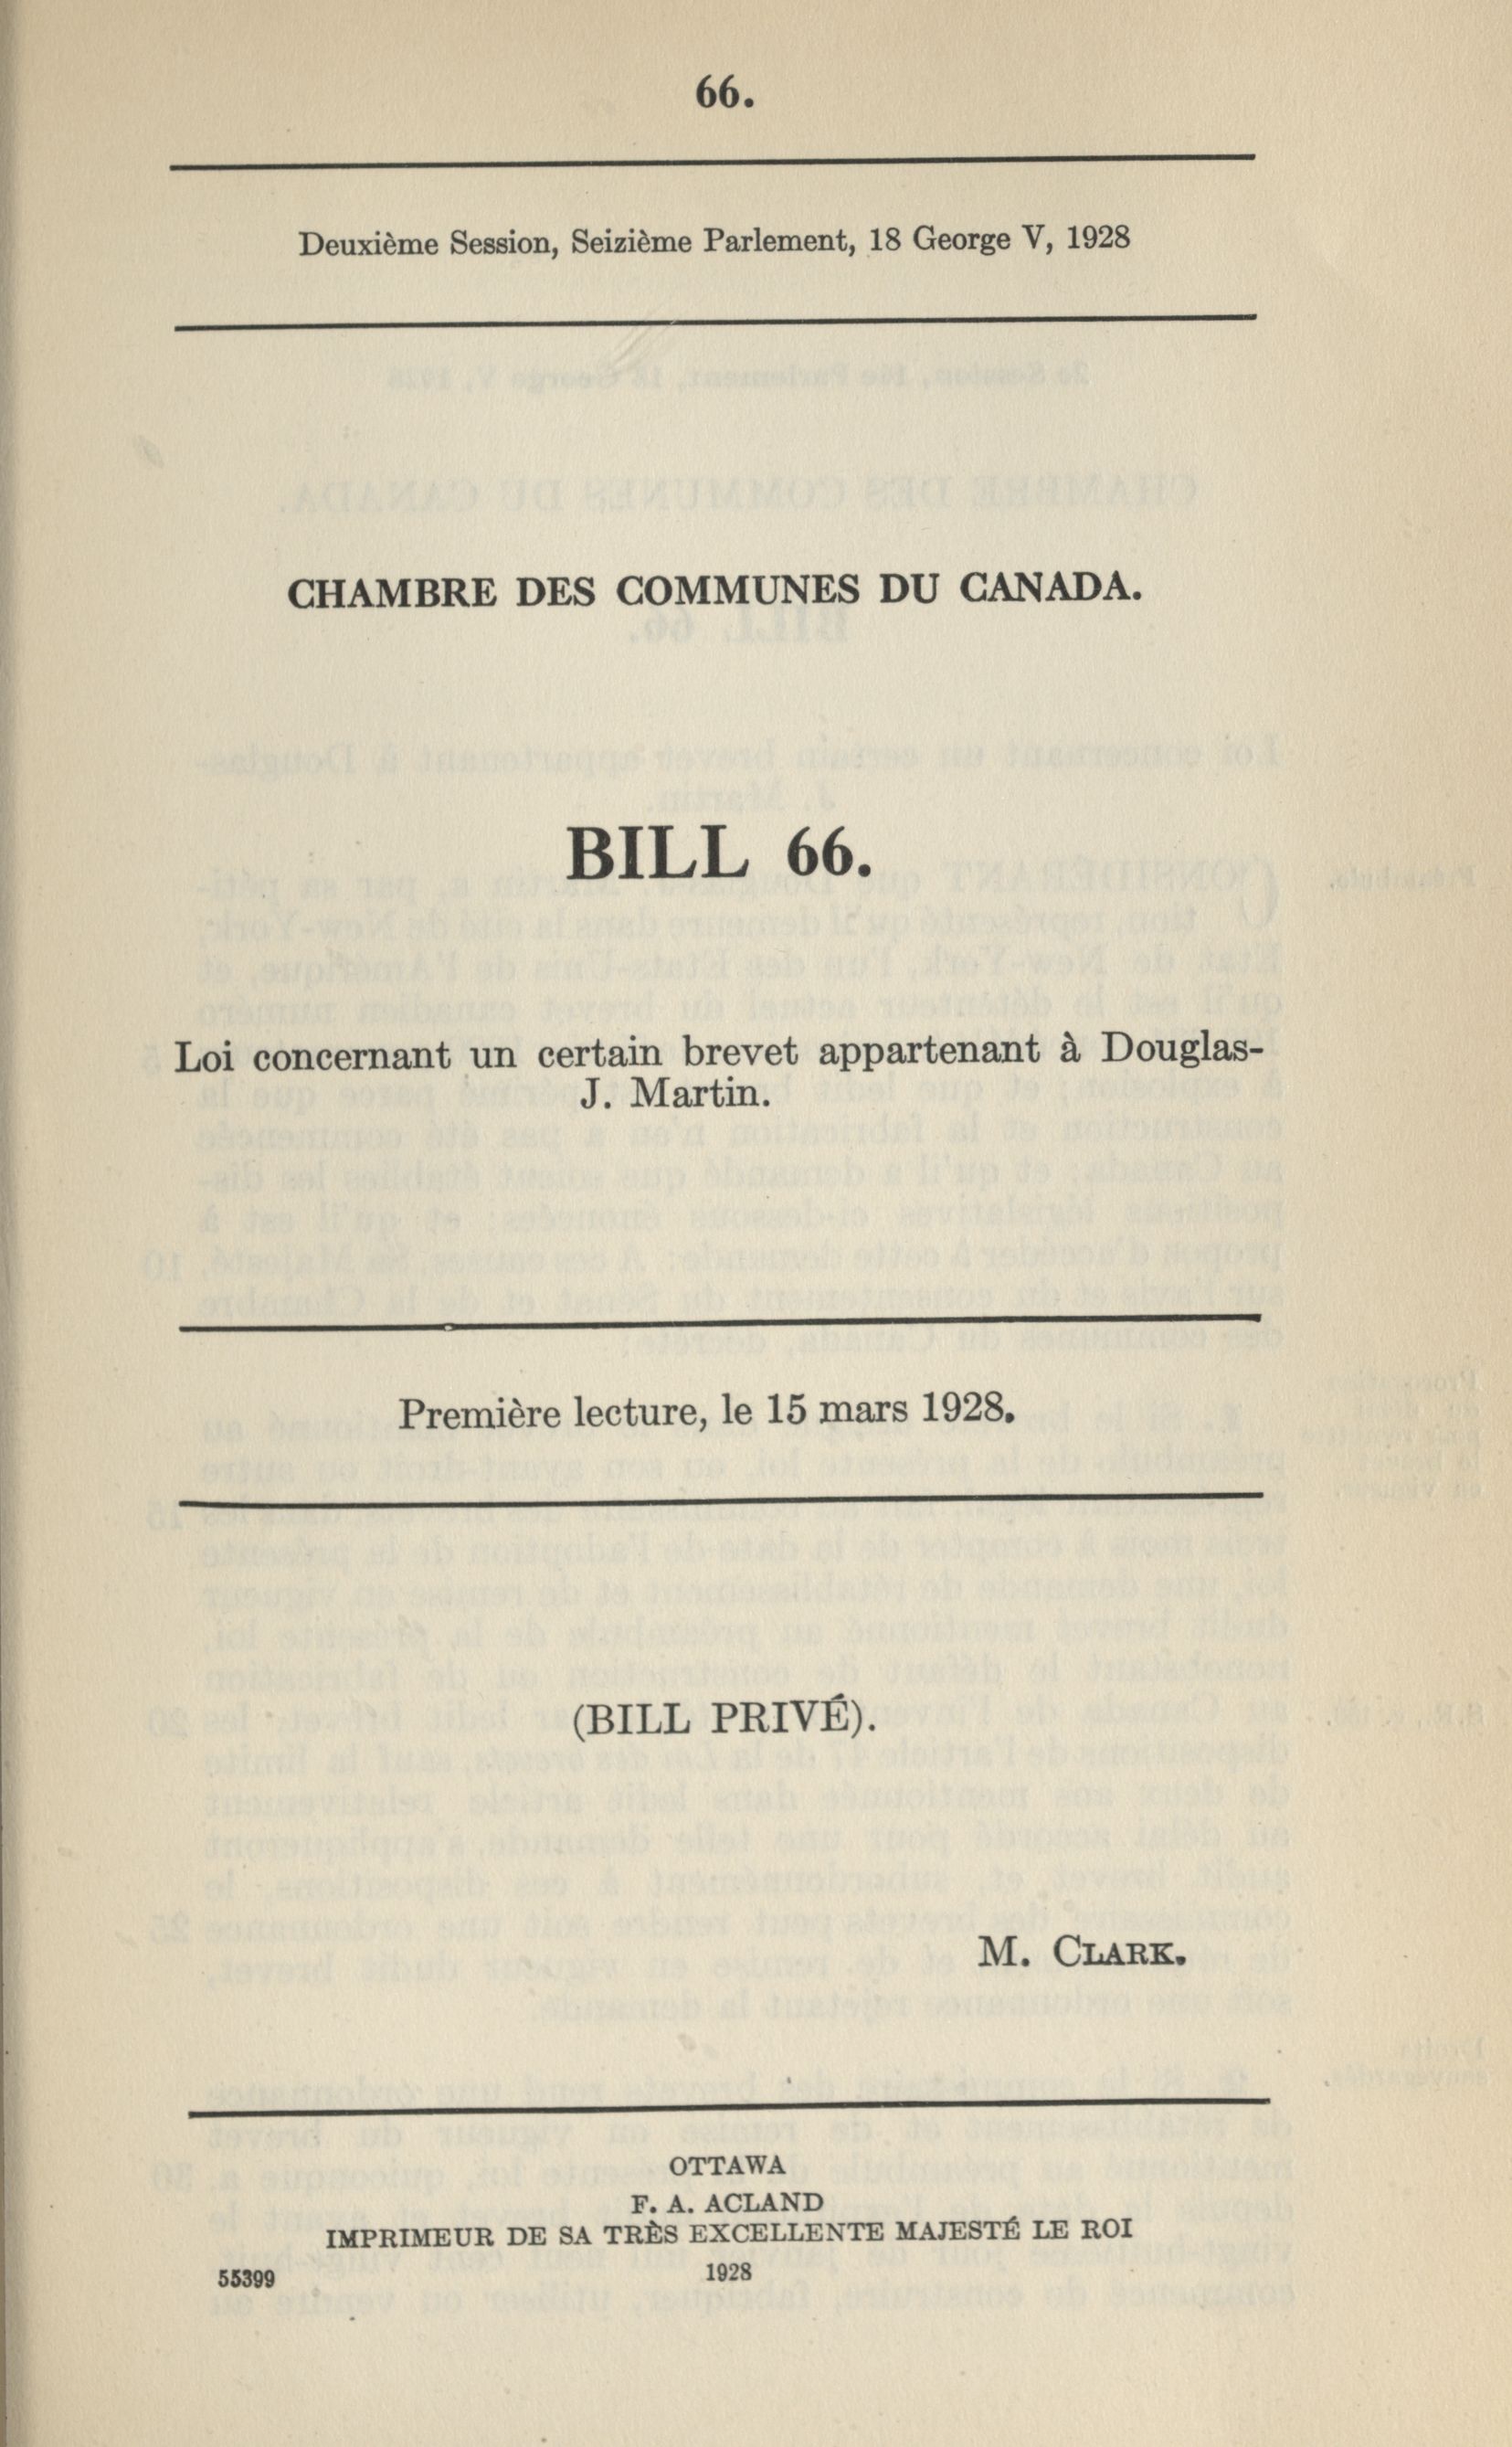 66.
Deuxième Session, Seizième Parlement, 18 George V, 1928
CHAMBRE DES COMMUNES DU CANADA.
BILL 66.
Loi concernant un certain brevet appartenant à Douglas-
J. Martin.
Première lecture, le 15 mars 1928.
(BILL PRIVÉ).
M. CLARK.
OTTAWA
F. A. ACLAND
IMPRIMEUR DE SA TRÈS EXCELLENTE MAJESTÉ LE ROI
55399
1928